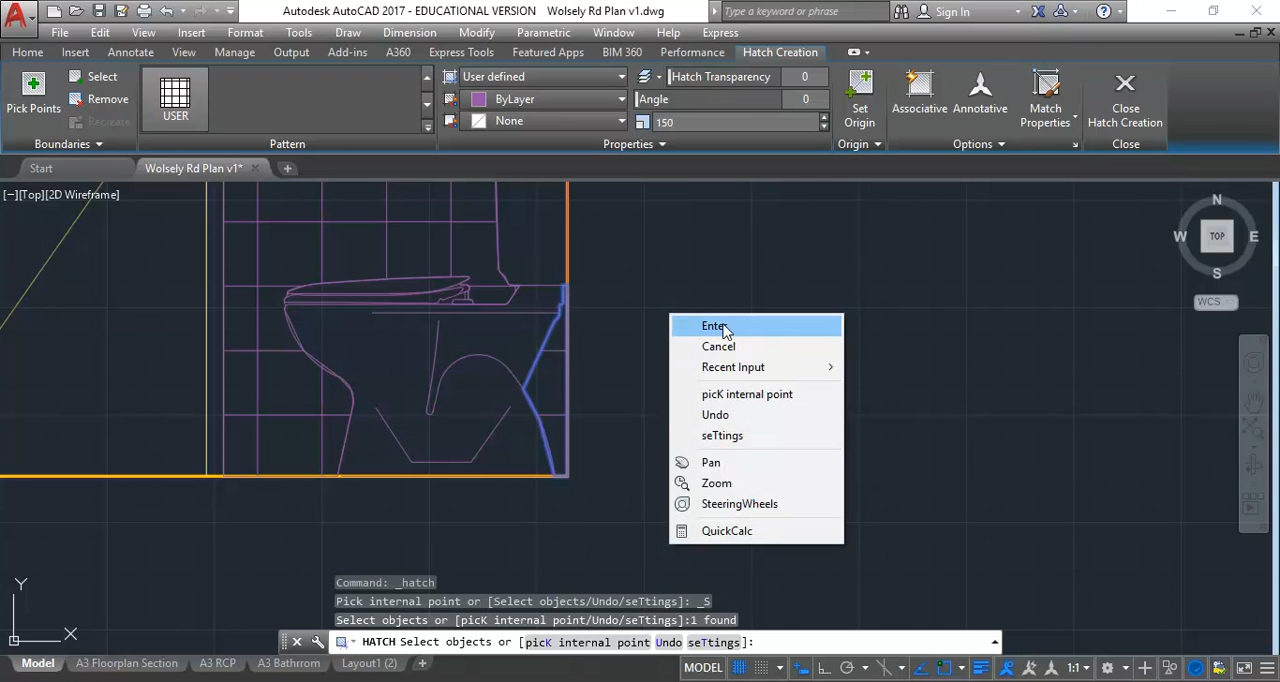 Autodesk AutoCAD 2017 - EDUCATIONAL VERSION Wolsely Rd Plan v1.dwg Type a keyword or phrase Sign In
File Edit View Insert Format Tools Draw Dimension Modify Parametric Window Help Express
Home Insert Annotate View Manage Output Add-ins A360 Express Tools Featured Apps BIM 360 Performance Hatch Creation
Pick Points
Select
Remove
Recreate
Boundaries
USER
Pattern
User defined
ByLayer
None
Hatch Transparency 0
Angle 0
150
Properties
Set Origin
Origin
Associative
Annotative
Match Properties
Options
Close Hatch Creation
Close
Start Wolsely Rd Plan v1*
[−][Top][2D Wireframe]
N
W TOP E
S
WCS
Cancel
Recent Input
picK internal point
Undo
seTtings
Pan
Zoom
SteeringWheels
QuickCalc
Y
X
Command: _hatch
Pick internal point or [Select objects/Undo/seTtings]: _S
Select objects or [picK internal point/Undo/seTtings]:1 found
HATCH Select objects or [picK internal point Undo seTtings]:
Model A3 Floorplan Section A3 RCP A3 Bathrom Layout1 (2) MODEL 1:1